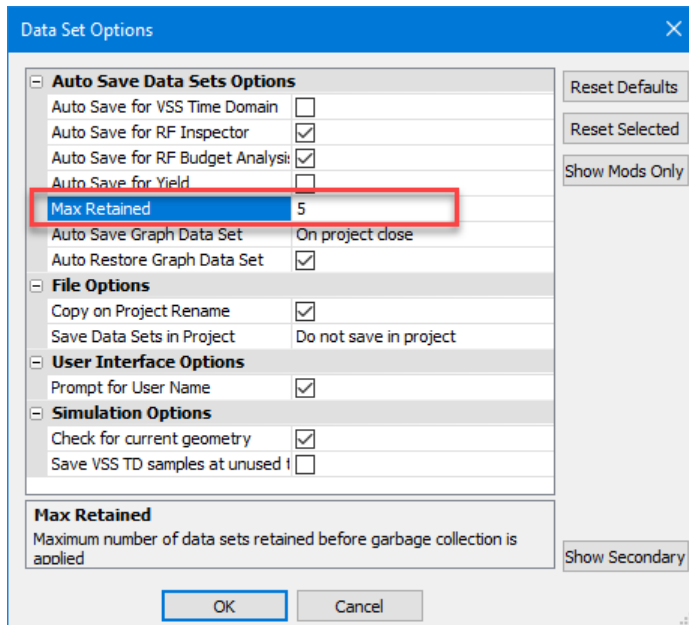 Data Set Options
Auto Save Data Sets Options
Reset Defaults
Auto Save for VSS Time Domain
Auto Save for RF Inspector
Reset Selected
Auto Save for RF Budget Analysis
Show Mods Only
Auto Save for Yield
Max Retained 5
Auto Save Graph Data Set On project close
Auto Restore Graph Data Set
File Options
Copy on Project Rename
Save Data Sets in Project Do not save in project
User Interface Options
Prompt for User Name
Simulation Options
Check for current geometry
Save VSS TD samples at unused t
Max Retained
Maximum number of data sets retained before garbage collection is
applied
Show Secondary
OK Cancel